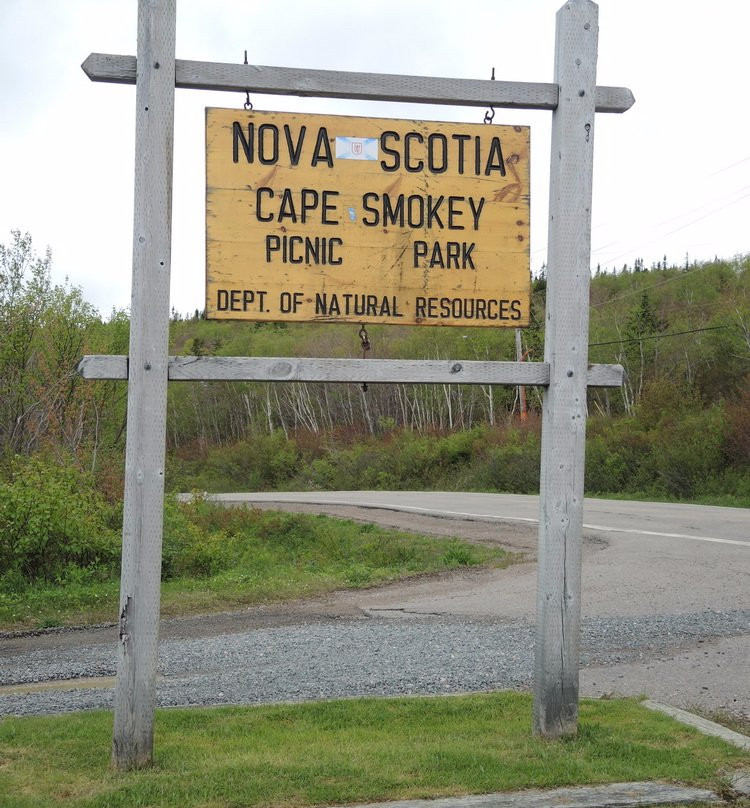 NOVA SCOTIA
CAPE SMOKEY
PICNIC PARK
DEPT. OF NATURAL RESOURCES